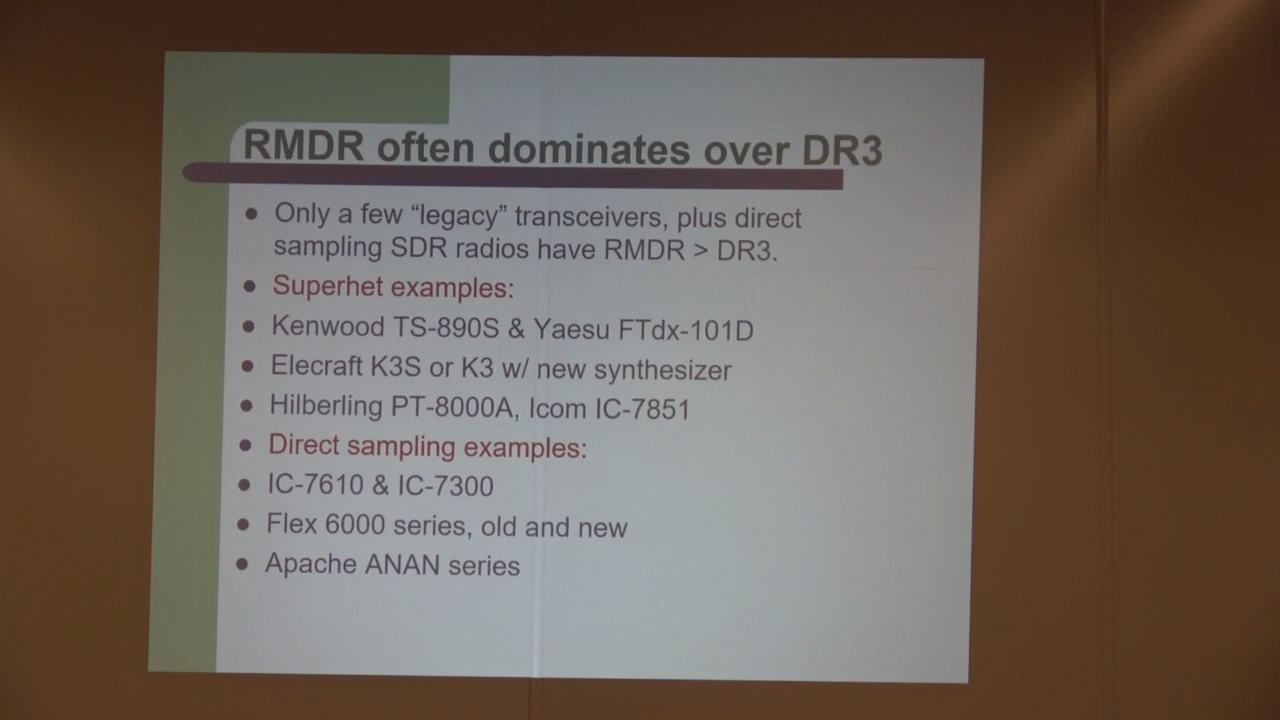 RMDR often dominates over DR3
• Only a few “legacy” transceivers, plus direct
sampling SDR radios have RMDR > DR3.
• Superhet examples:
• Kenwood TS-890S & Yaesu FTdx-101D
• Elecraft K3S or K3 w/ new synthesizer
• Hilberling PT-8000A, Icom IC-7851
• Direct sampling examples:
• IC-7610 & IC-7300
• Flex 6000 series, old and new
• Apache ANAN series